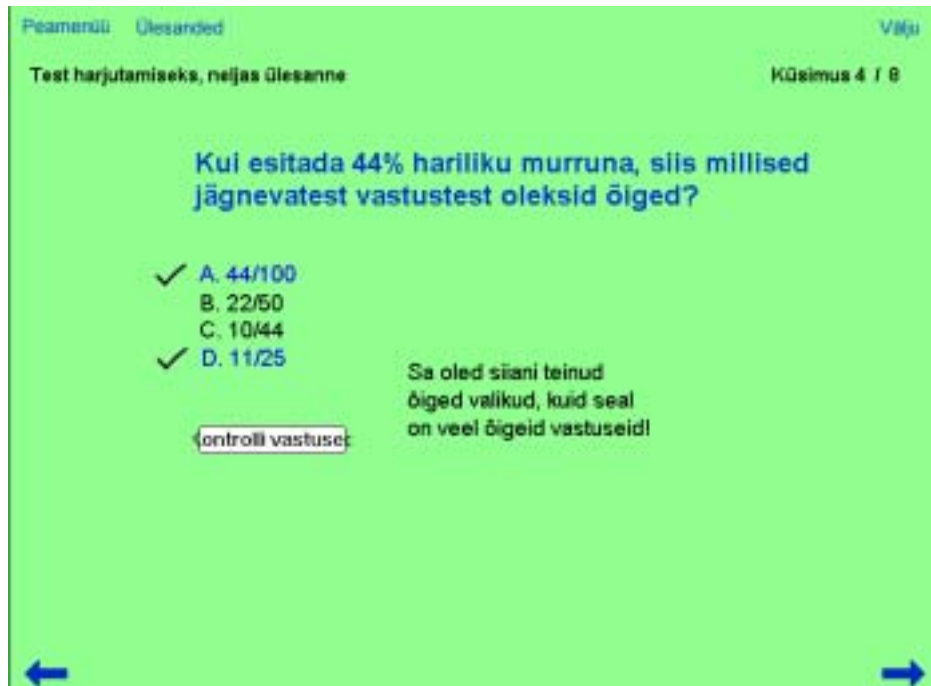 Peamenüü Ülesanded Välju
Test harjutamiseks, neljas ülesanne Küsimus 4 / 8
Kui esitada 44% hariliku murruna, siis millised
jägnevatest vastustest oleksid õiged?
A. 44/100
B. 22/50
C. 10/44
D. 11/25
Sa oled siiani teinud
õiged valikud, kuid seal
on veel õigeid vastuseid!
ontrolli vastused